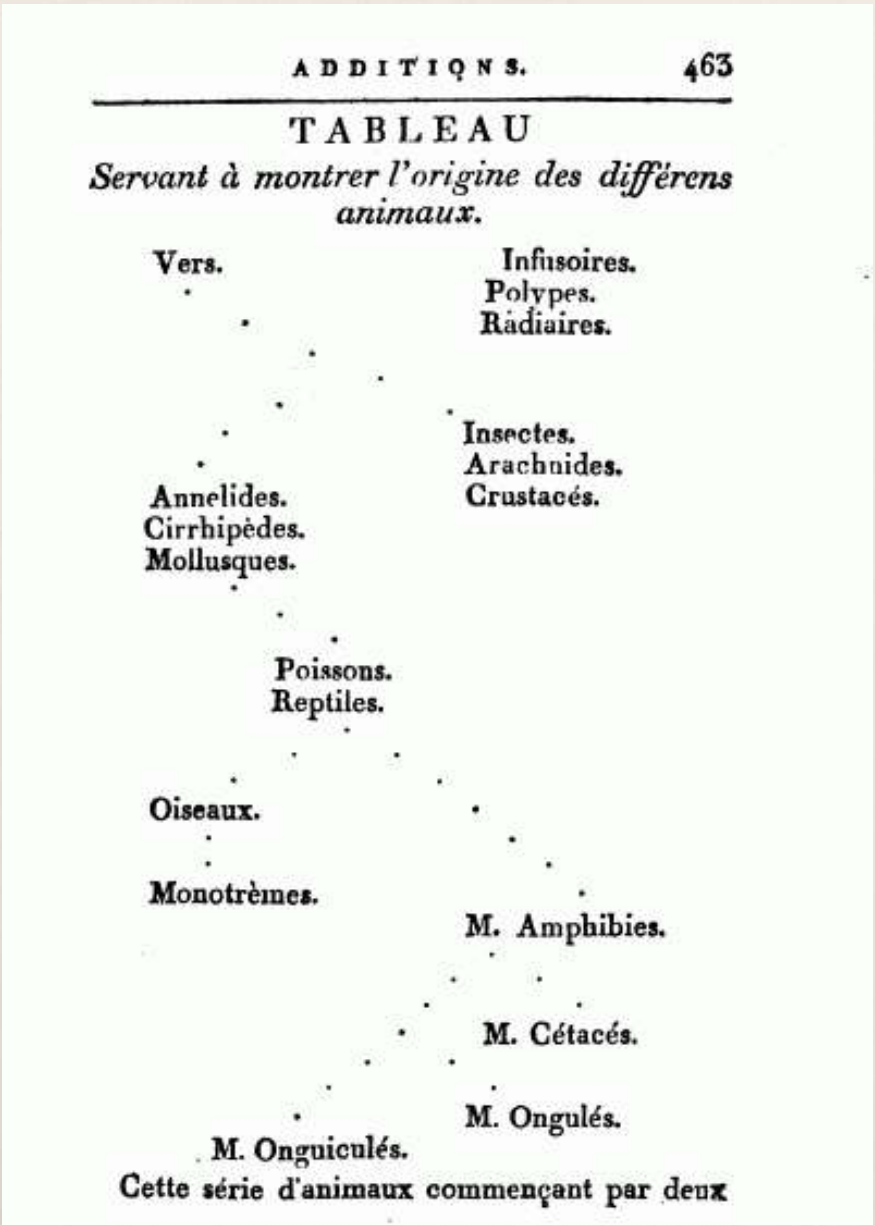 ADDITIONS. 463
TABLEAU
Servant à montrer l'origine des différens
animaux.
Vers.
Infusoires.
Polypes.
Radiaires.
Insectes.
Arachnides.
Crustacés.
Annelides.
Cirrhipèdes.
Mollusques.
Poissons.
Reptiles.
Oiseaux.
Monotrèmes.
M. Amphibies.
M. Cétacés.
M. Ongulés.
M. Onguiculés.
Cette série d'animaux commençant par deux